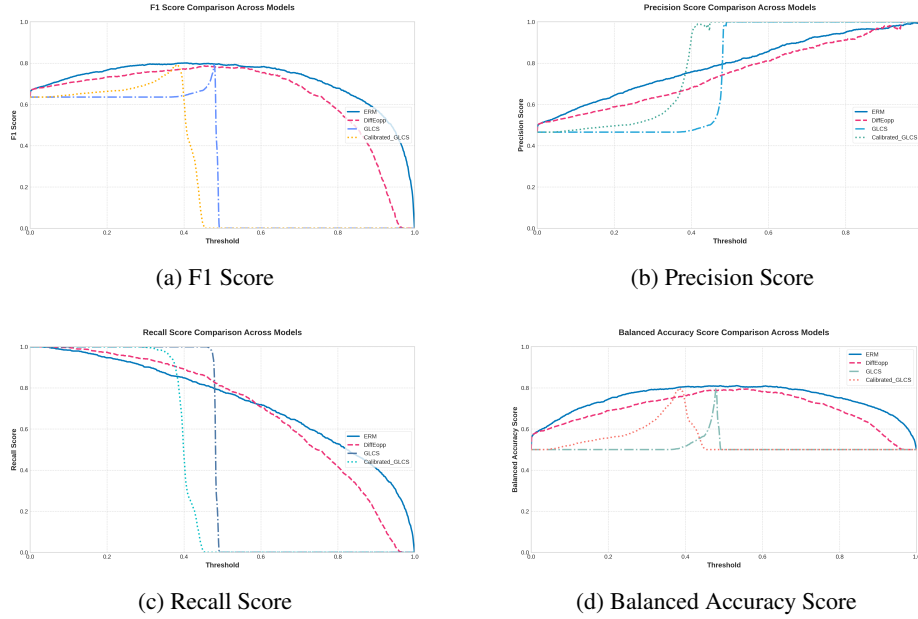 F1 Score Comparison Across Models
1.0
0.8
0.6
0.4
0.2
0.0
F1 Score
ERM
DiffEopp
GLCS
Calibrated_GLCS
0.0 0.2 0.4 0.6 0.8 1.0
Threshold
(a) F1 Score
Precision Score Comparison Across Models
1.0
0.8
0.6
0.4
0.2
0.0
Precision Score
ERM
DiffEopp
GLCS
Calibrated_GLCS
0.0 0.2 0.4 0.6 0.8
Threshold
(b) Precision Score
Recall Score Comparison Across Models
1.0
0.8
0.6
0.4
0.2
0.0
Recall Score
ERM
DiffEopp
GLCS
Calibrated_GLCS
0.0 0.2 0.4 0.6 0.8 1.0
Threshold
(c) Recall Score
Balanced Accuracy Score Comparison Across Models
1.0
0.8
0.6
0.4
0.2
0.0
Balanced Accuracy Score
ERM
DiffEopp
GLCS
Calibrated_GLCS
0.0 0.2 0.4 0.6 0.8 1.0
Threshold
(d) Balanced Accuracy Score